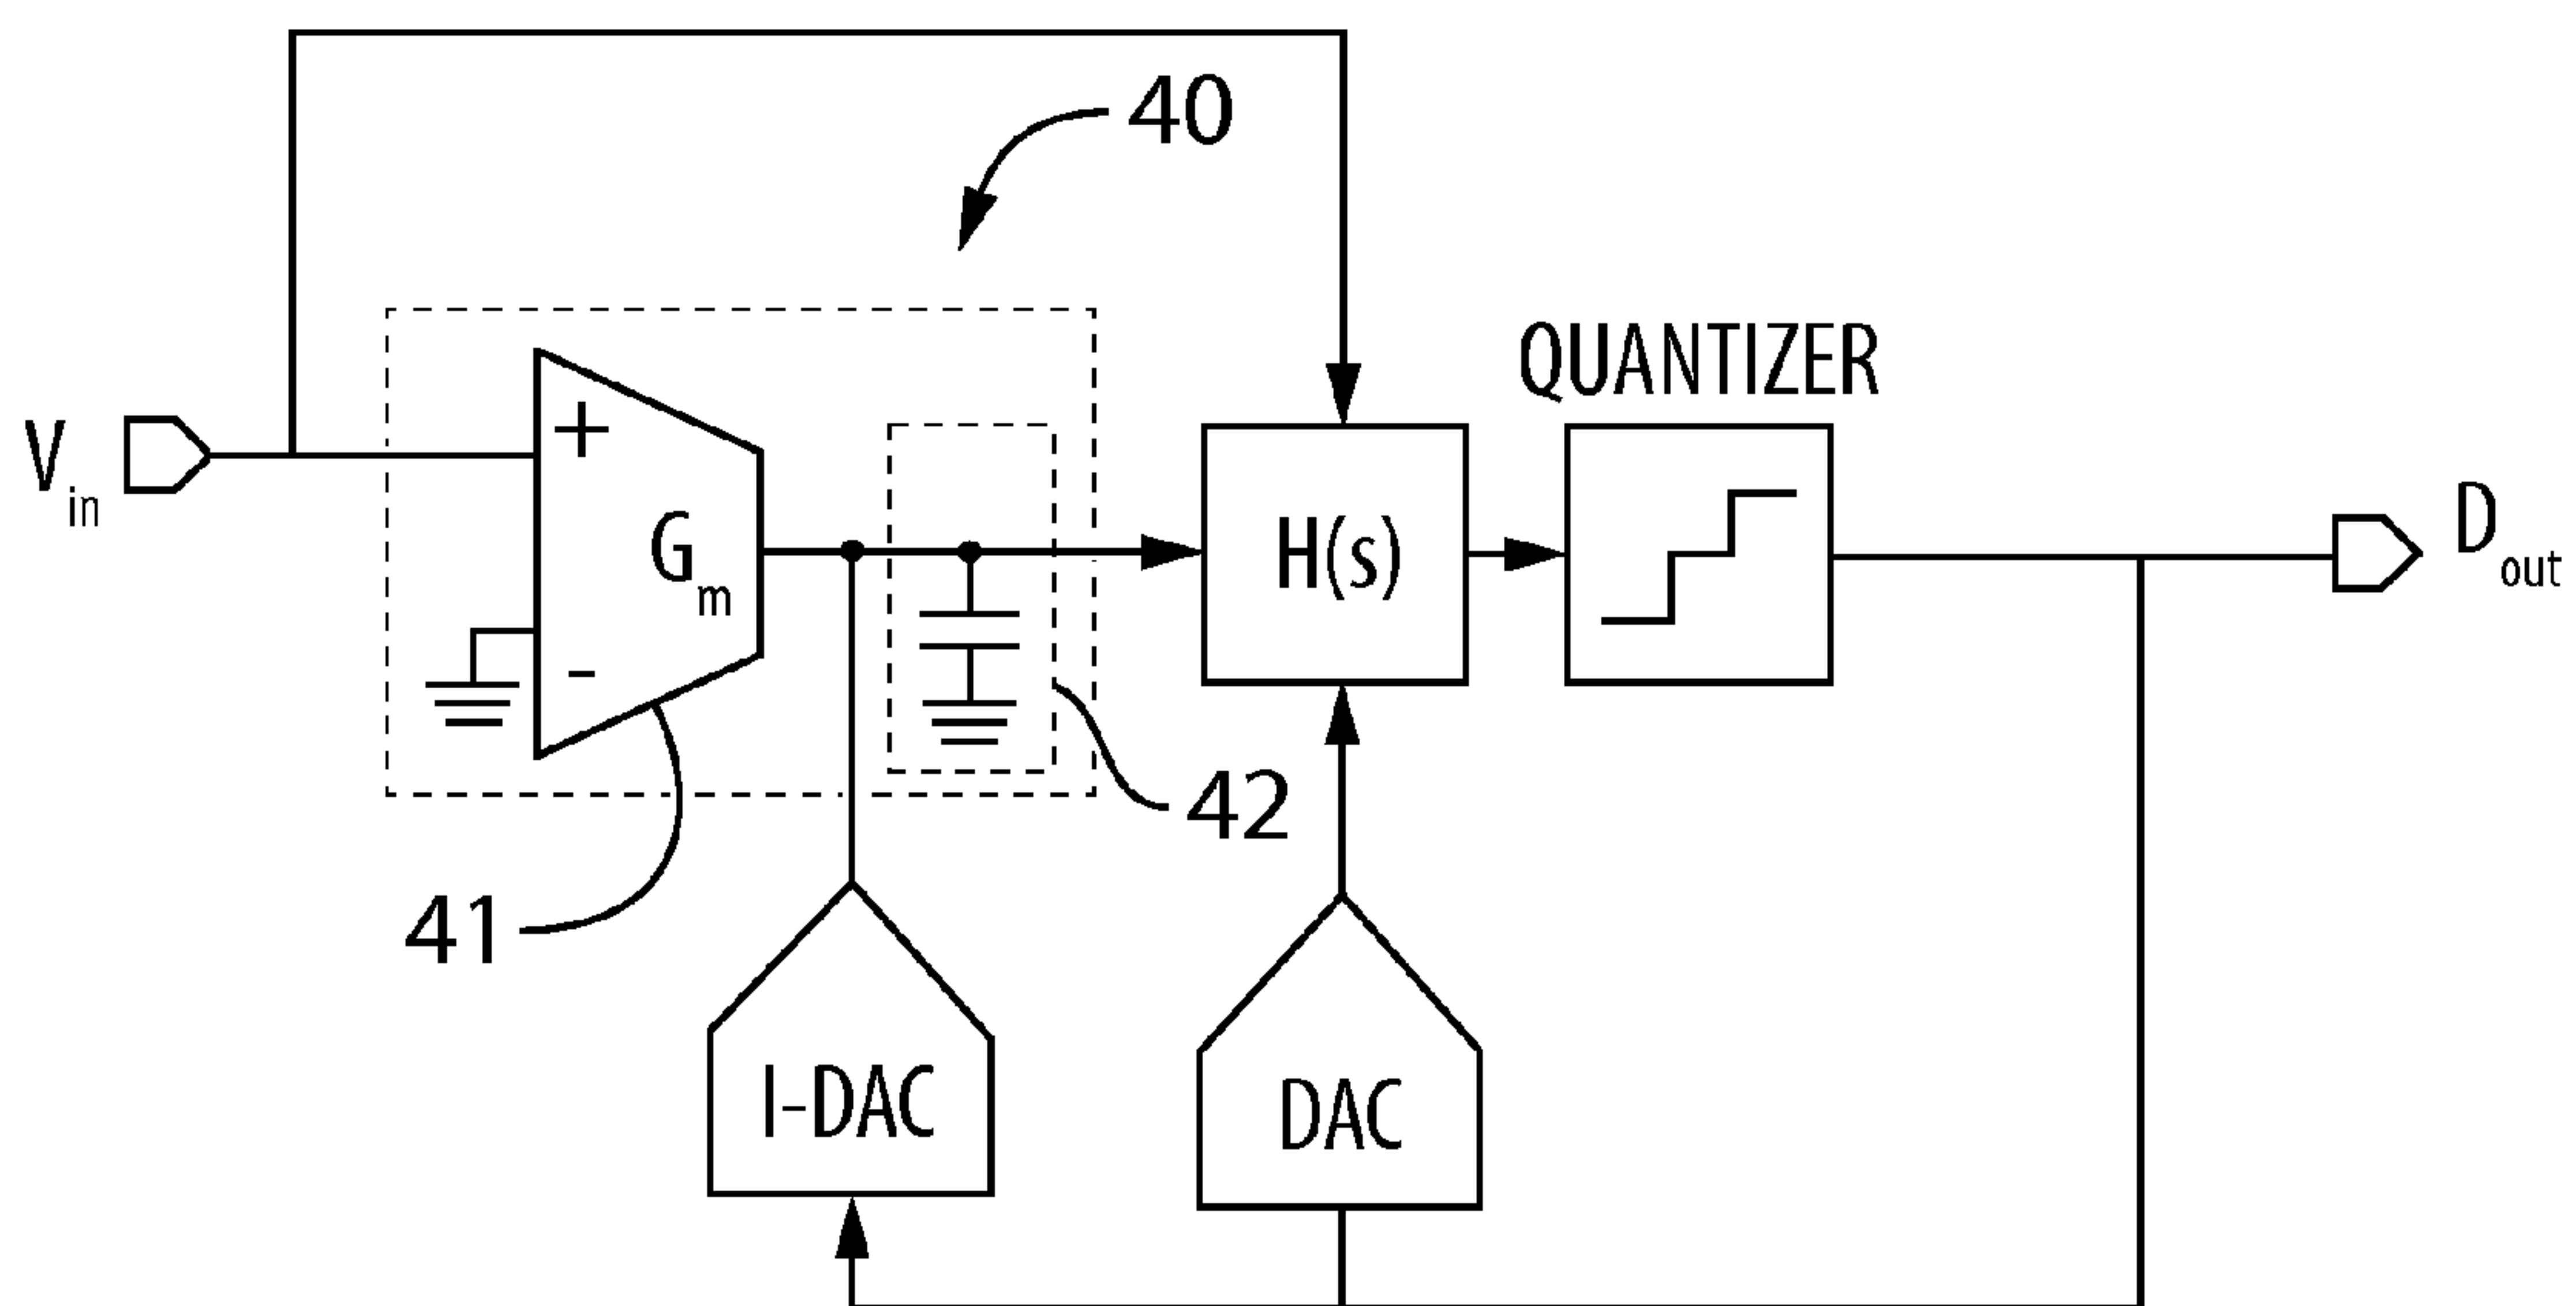 40
QUANTIZER
V in
+
G m
-
H(s)
D out
42
41
I-DAC
DAC